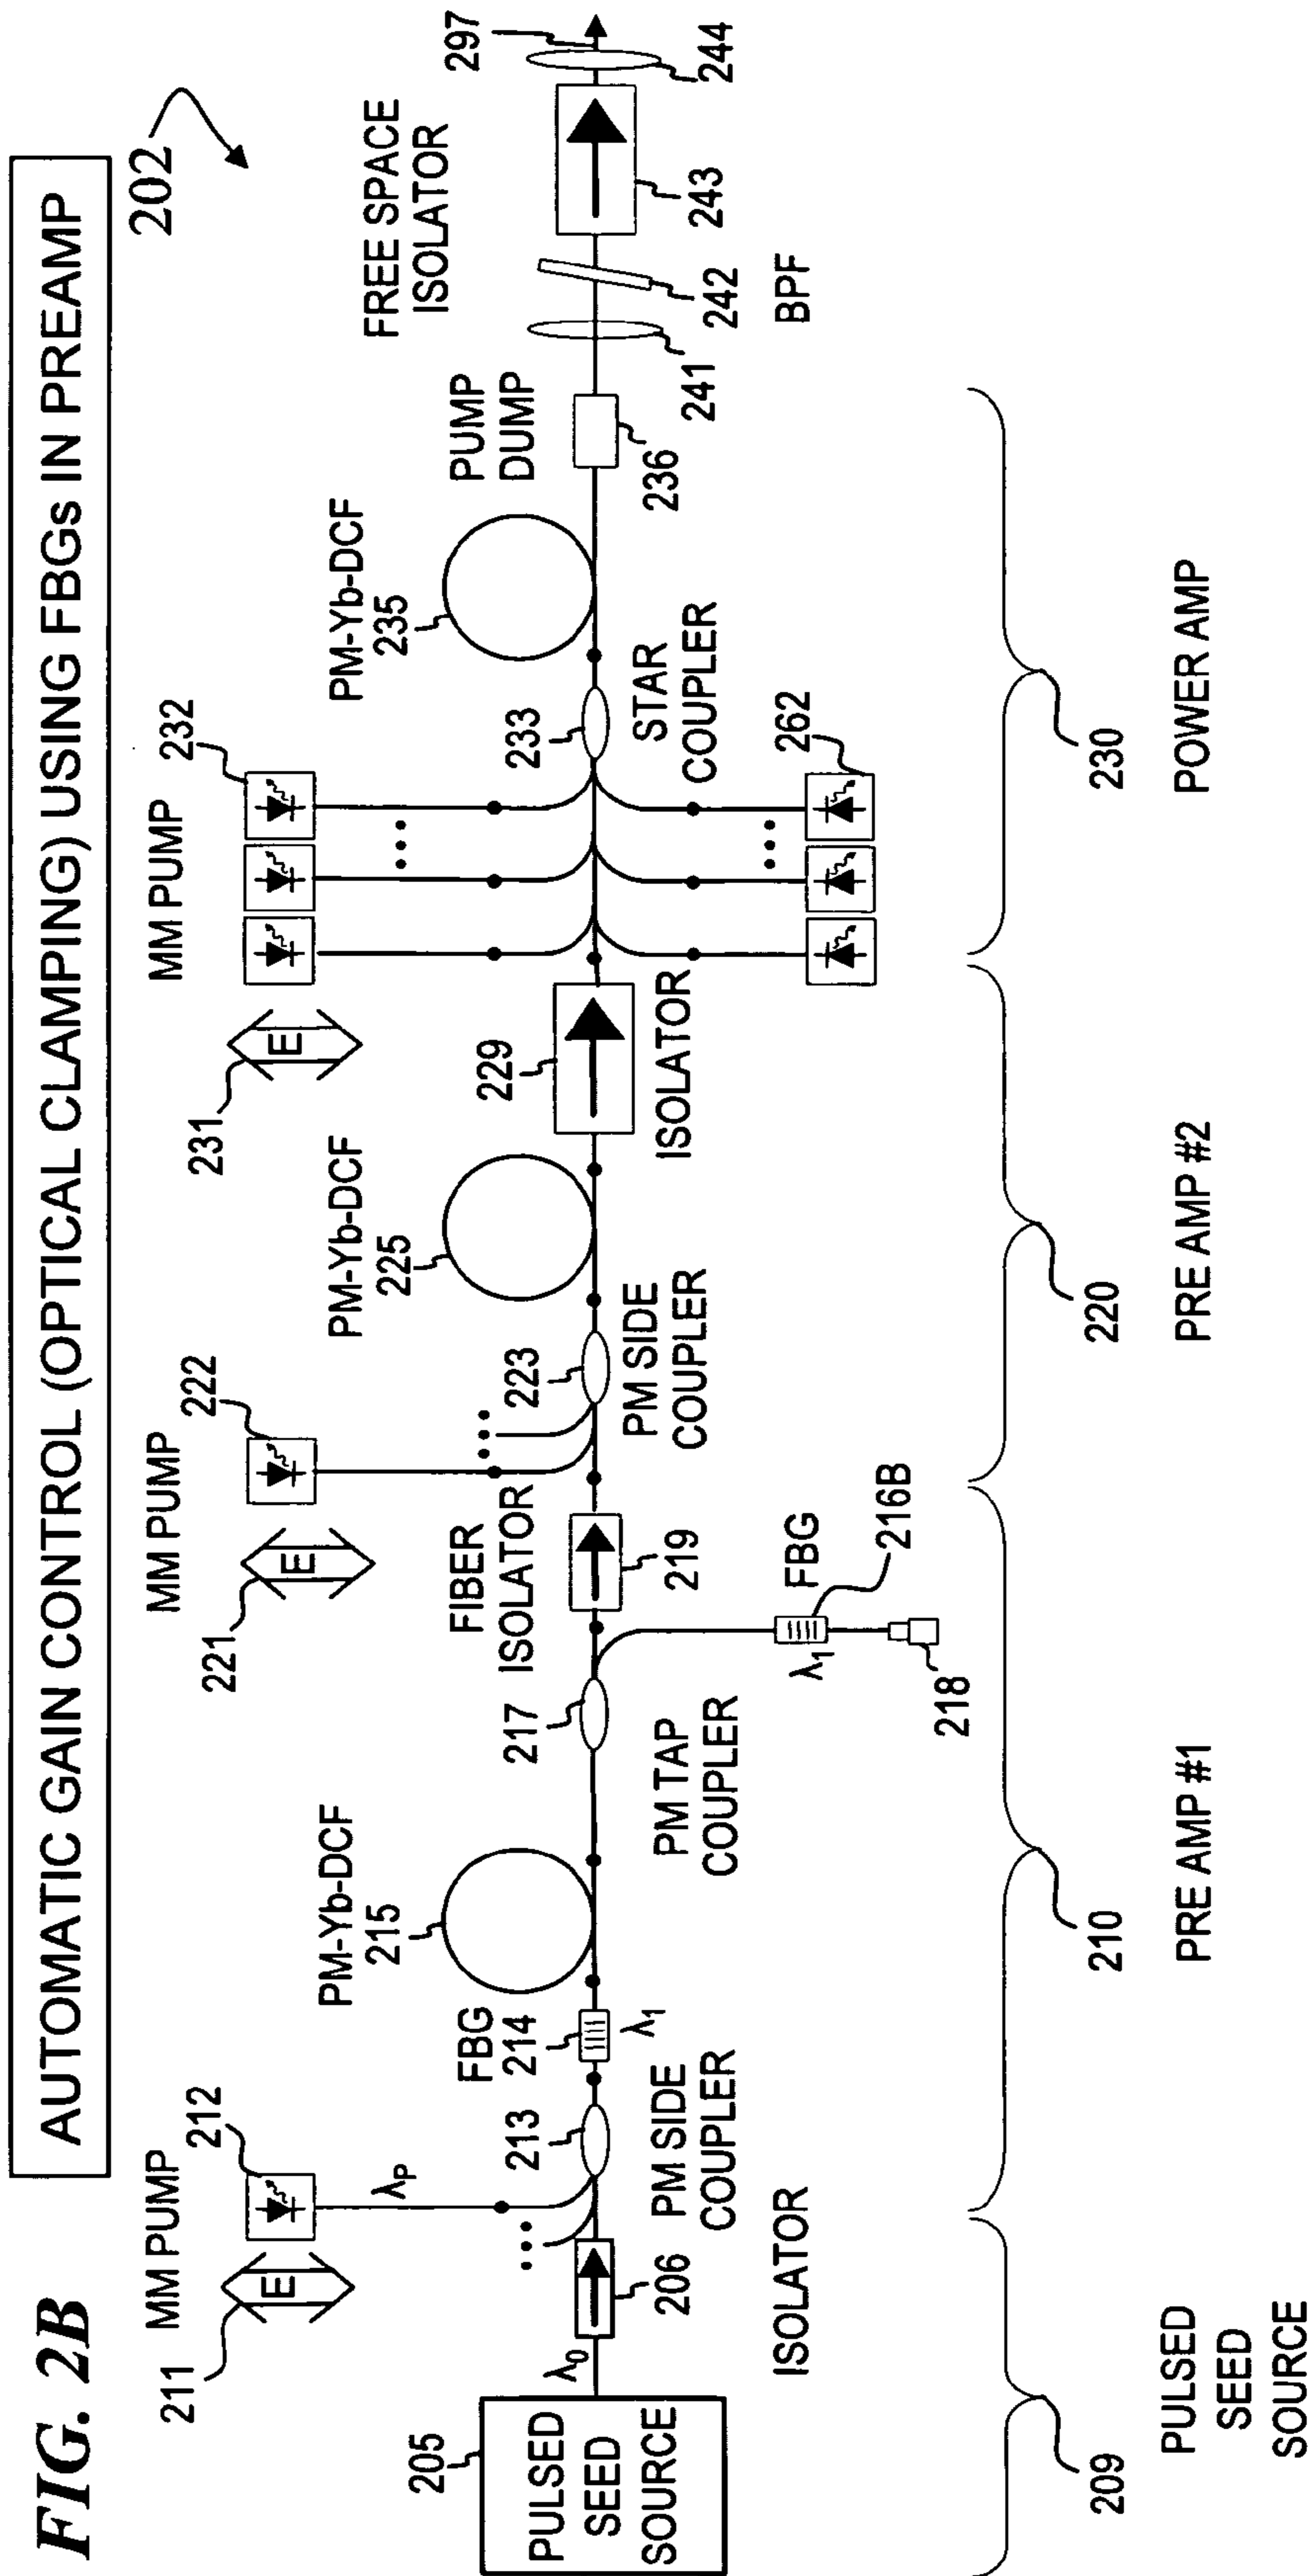 FIG. 2B
AUTOMATIC GAIN CONTROL (OPTICAL CLAMPING) USING FBGs IN PREAMP
202
205
PULSED
SEED
SOURCE
λ0
206
ISOLATOR
211
E
MM PUMP
212
λP
213
PM SIDE
COUPLER
FBG
214
λ1
PM-Yb-DCF
215
217
PM TAP
COUPLER
FBG
216B
λ1
218
FIBER
ISOLATOR
219
221
E
MM PUMP
222
223
PM SIDE
COUPLER
PM-Yb-DCF
225
229
ISOLATOR
231
E
MM PUMP
232
262
233
STAR
COUPLER
PM-Yb-DCF
235
PUMP
DUMP
236
241
242
BPF
FREE SPACE
ISOLATOR
243
244
297
209
PULSED
SEED
SOURCE
210
PRE AMP #1
220
PRE AMP #2
230
POWER AMP